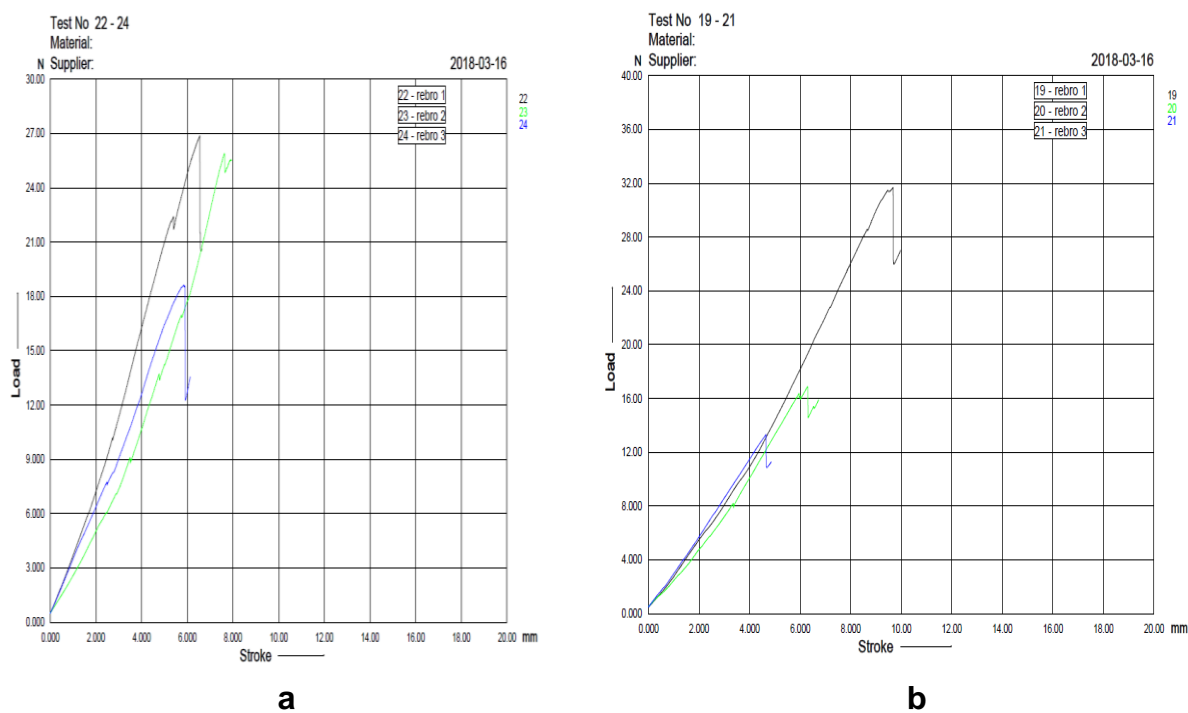 Test No 22 - 24
Material:
N Supplier: 2018-03-16
30.00
27.00
24.00
21.00
18.00
15.00
12.00
9.000
6.000
3.000
0.000
Load
22 - rebro 1
23 - rebro 2
24 - rebro 3
22
23
24
0.000 2.000 4.000 6.000 8.000 10.00 12.00 14.00 16.00 18.00 20.00 mm
Stroke
a
Test No 19 - 21
Material:
N Supplier: 2018-03-16
40.00
36.00
32.00
28.00
24.00
20.00
16.00
12.00
8.000
4.000
0.000
Load
19 - rebro 1
20 - rebro 2
21 - rebro 3
19
20
21
0.000 2.000 4.000 6.000 8.000 10.00 12.00 14.00 16.00 18.00 20.00 mm
Stroke
b